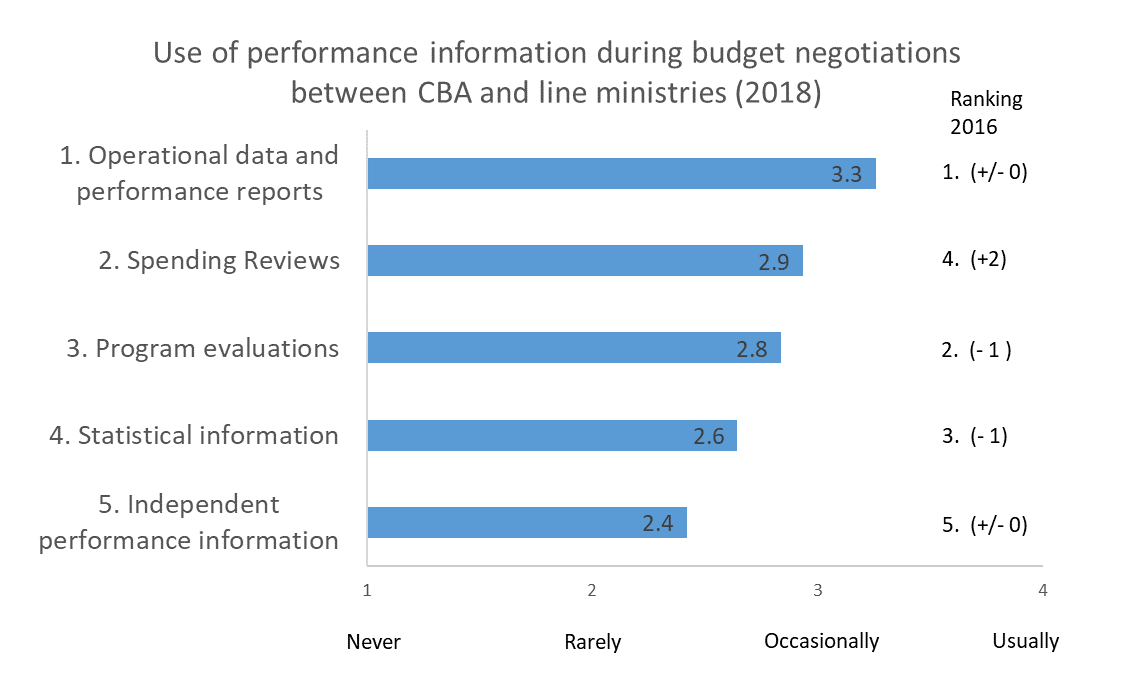 Use of performance information during budget negotiations
between CBA and line ministries (2018)
Ranking
2016
1. Operational data and
performance reports
3.3
1. (+/- 0)
2. Spending Reviews
2.9
4. (+2)
3. Program evaluations
2.8
2. (- 1 )
4. Statistical information
2.6
3. (- 1)
5. Independent
performance information
2.4
5. (+/- 0)
1 2 3 4
Never Rarely Occasionally Usually